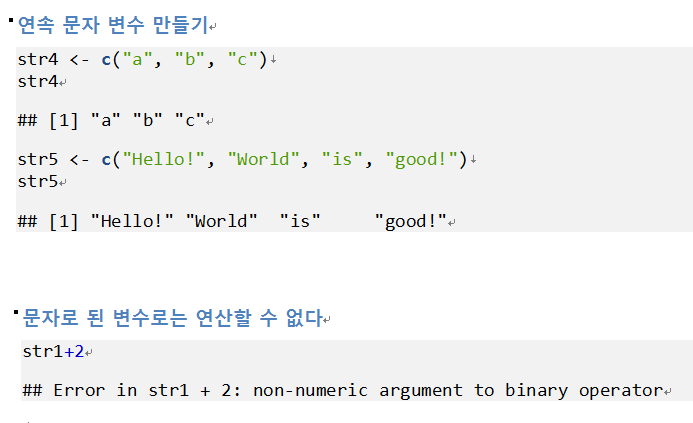 연속 문자 변수 만들기
str4 <- c("a", "b", "c")
str4
## [1] "a" "b" "c"
str5 <- c("Hello!", "World", "is", "good!")
str5
## [1] "Hello!" "World"  "is"     "good!"
문자로 된 변수로는 연산할 수 없다
str1+2
## Error in str1 + 2: non-numeric argument to binary operator